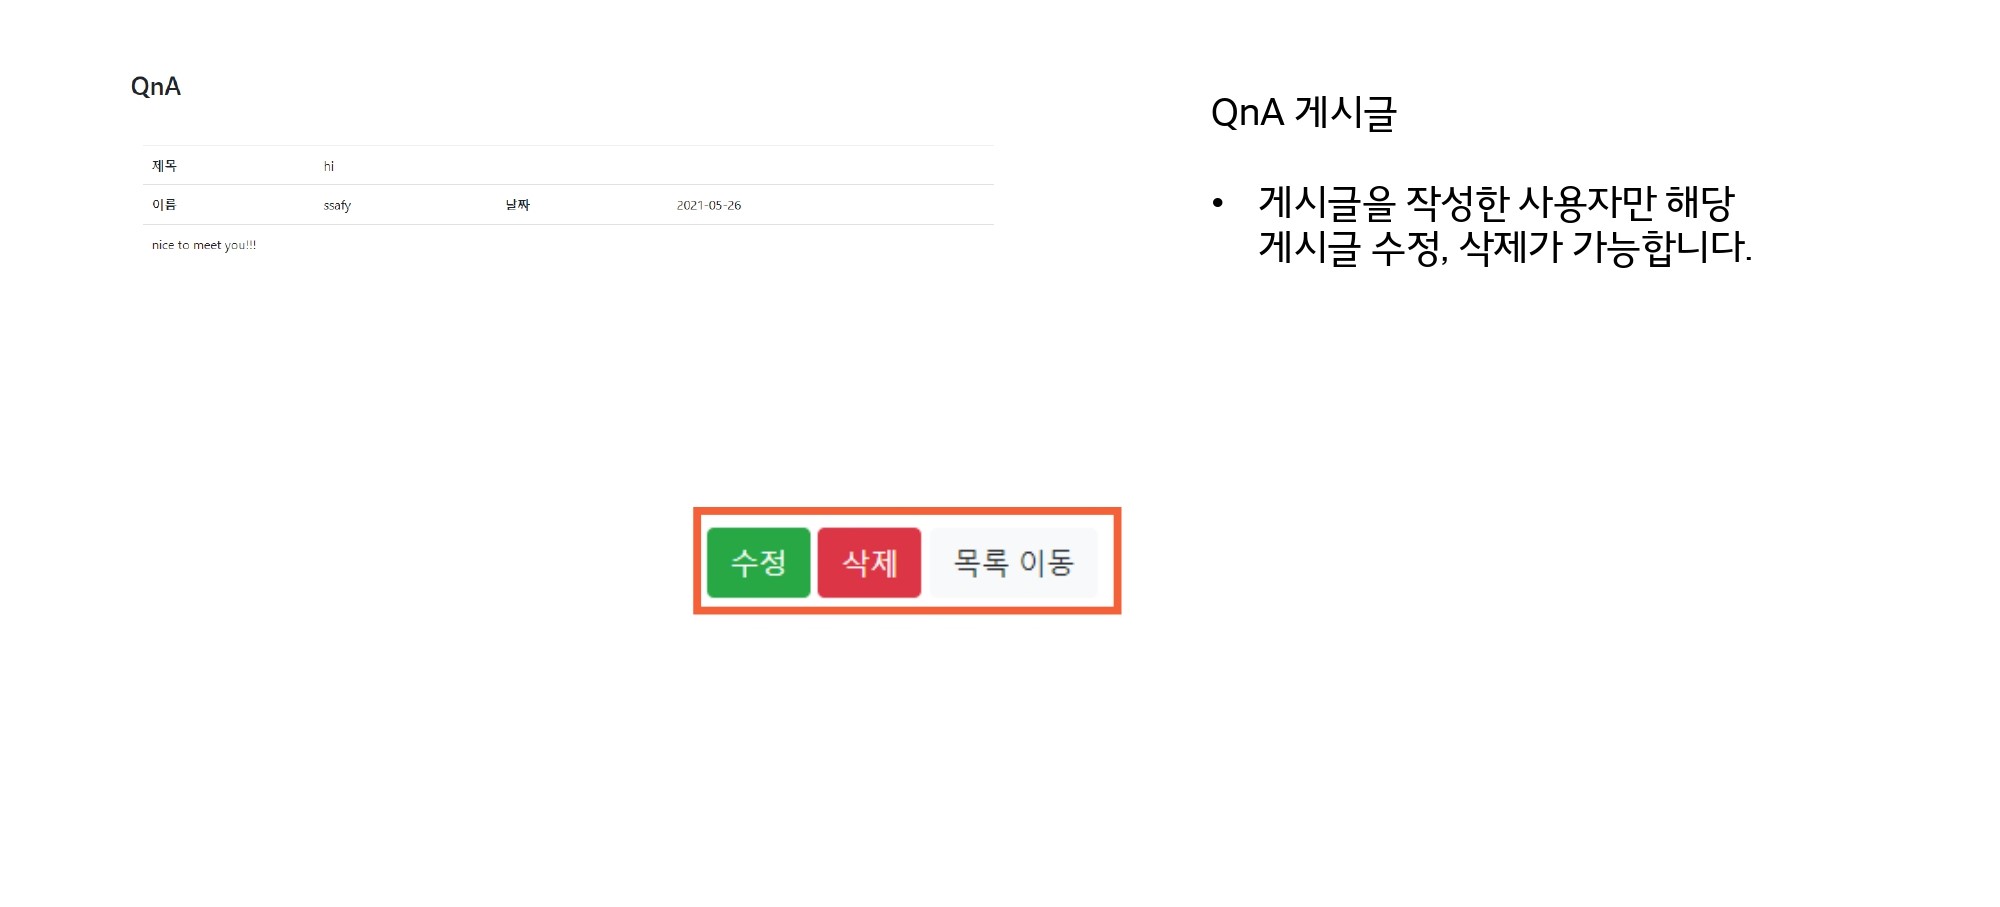 QnA
제목 hi
이름 ssafy 날짜 2021-05-26
nice to meet you!!!
수정 삭제 목록 이동
QnA 게시글
• 게시글을 작성한 사용자만 해당
게시글 수정, 삭제가 가능합니다.